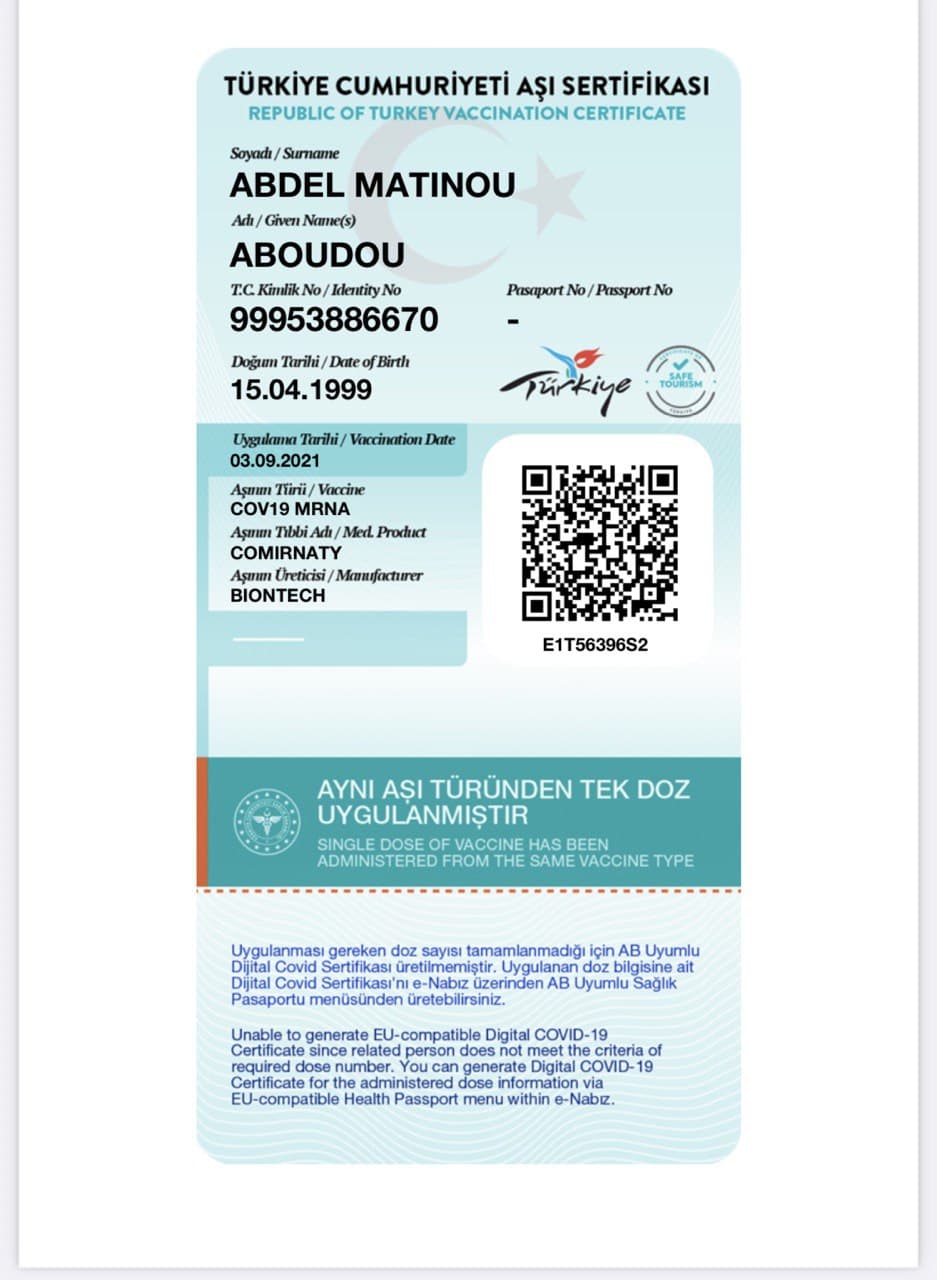 TÜRKİYE CUMHURİYETİ AŞI SERTİFİKASI
REPUBLIC OF TURKEY VACCINATION CERTIFICATE
Soyadı / Surname
ABDEL MATINOU
Adı / Given Name(s)
ABOUDOU
T.C. Kimlik No / Identity No
Pasaport No / Passport No
99953886670
-
Doğum Tarihi / Date of Birth
15.04.1999
Türkiye
SAFE
TOURISM
TÜRKİYE
Uygulama Tarihi / Vaccination Date
03.09.2021
Aşının Türü / Vaccine
COV19 MRNA
Aşının Tıbbi Adı / Med. Product
COMIRNATY
Aşının Üreticisi / Manufacturer
BIONTECH
E1T56396S2
AYNI AŞI TÜRÜNDEN TEK DOZ
UYGULANMIŞTIR
SINGLE DOSE OF VACCINE HAS BEEN
ADMINISTERED FROM THE SAME VACCINE TYPE
Uygulanması gereken doz sayısı tamamlanmadığı için AB Uyumlu
Dijital Covid Sertifikası üretilmemiştir. Uygulanan doz bilgisine ait
Dijital Covid Sertifikası'nı e-Nabız üzerinden AB Uyumlu Sağlık
Pasaportu menüsünden üretebilirsiniz.
Unable to generate EU-compatible Digital COVID-19
Certificate since related person does not meet the criteria of
required dose number. You can generate Digital COVID-19
Certificate for the administered dose information via
EU-compatible Health Passport menu within e-Nabız.